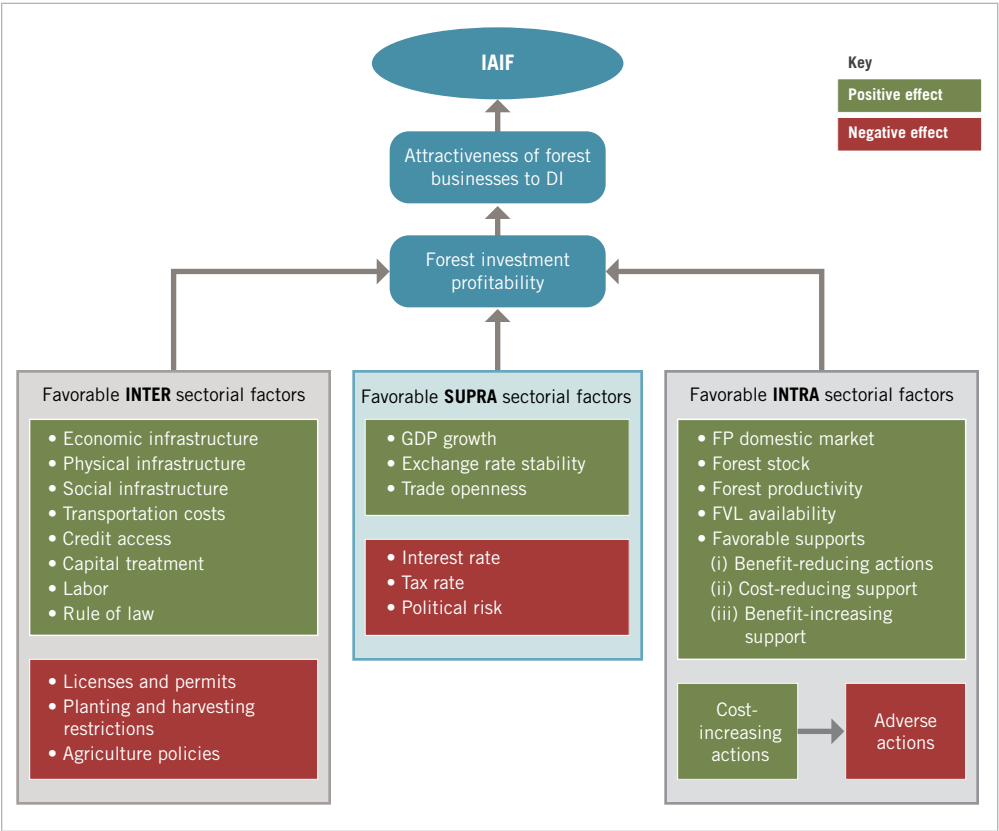 IAIF
Key
Positive effect
Negative effect
Attractiveness of forest
businesses to DI
Forest investment
profitability
Favorable INTER sectorial factors
• Economic infrastructure
• Physical infrastructure
• Social infrastructure
• Transportation costs
• Credit access
• Capital treatment
• Labor
• Rule of law
• Licenses and permits
• Planting and harvesting
restrictions
• Agriculture policies
Favorable SUPRA sectorial factors
• GDP growth
• Exchange rate stability
• Trade openness
• Interest rate
• Tax rate
• Political risk
Favorable INTRA sectorial factors
• FP domestic market
• Forest stock
• Forest productivity
• FVL availability
• Favorable supports
(i) Benefit-reducing actions
(ii) Cost-reducing support
(iii) Benefit-increasing
support
Cost-
increasing
actions
Adverse
actions